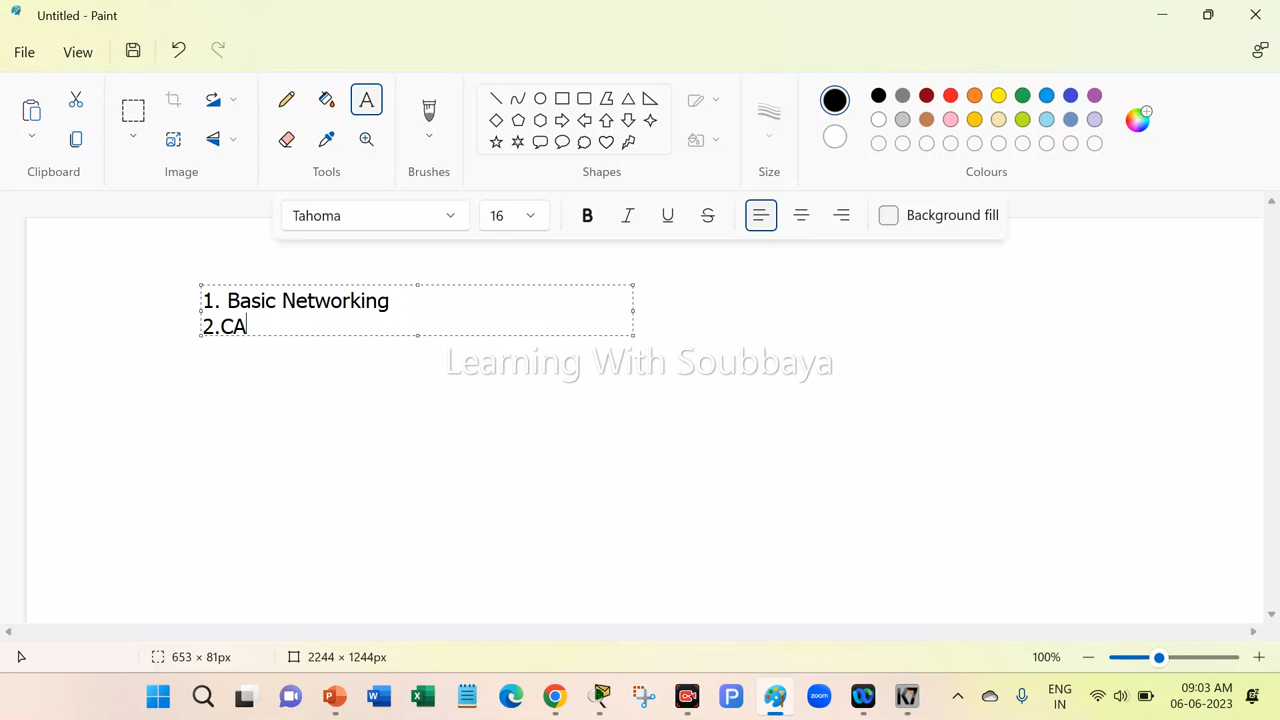 Untitled - Paint
File
View
Clipboard
Image
Tools
Brushes
Shapes
Size
Colours
Tahoma
16
B
Background fill
1. Basic Networking
2.CA
Learning With Soubbaya
653 × 81px
2244 × 1244px
100%
ENG
IN
09:03 AM
06-06-2023